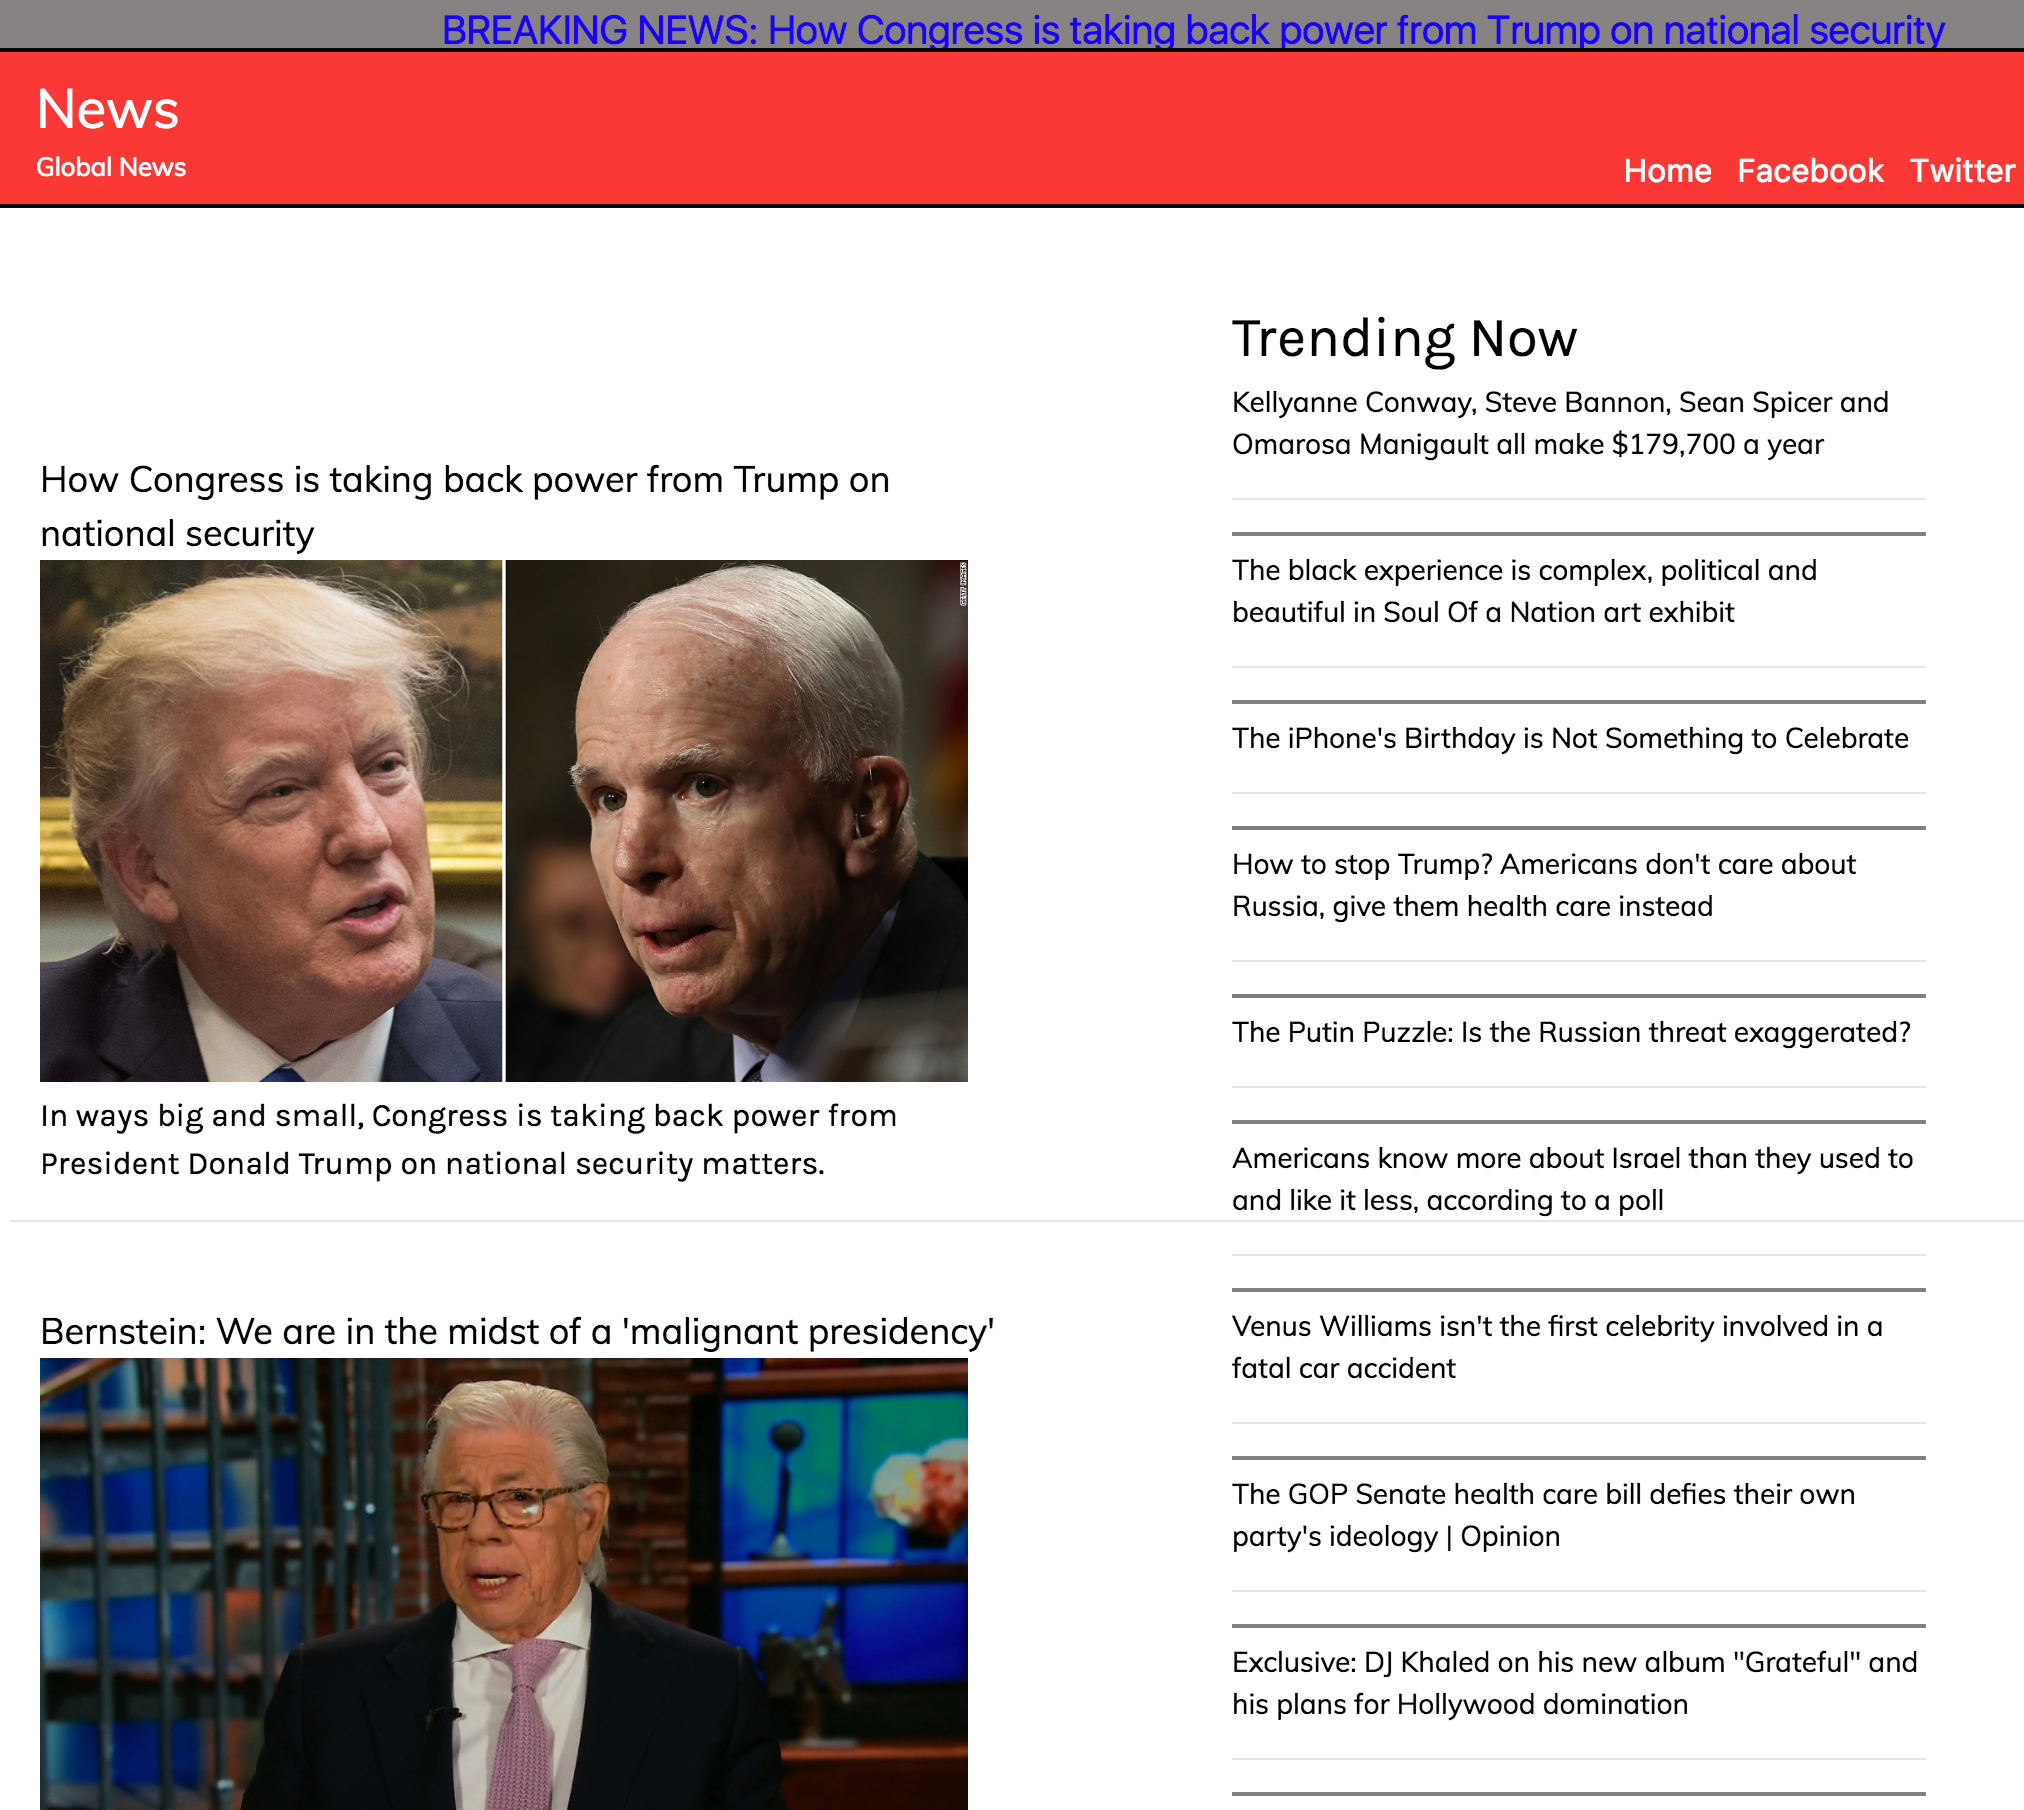 BREAKING NEWS: How Congress is taking back power from Trump on national security
News
Global News
Home Facebook Twitter
How Congress is taking back power from Trump on
national security
GETTY IMAGES
In ways big and small, Congress is taking back power from
President Donald Trump on national security matters.
Bernstein: We are in the midst of a 'malignant presidency'
Trending Now
Kellyanne Conway, Steve Bannon, Sean Spicer and
Omarosa Manigault all make $179,700 a year
The black experience is complex, political and
beautiful in Soul Of a Nation art exhibit
The iPhone's Birthday is Not Something to Celebrate
How to stop Trump? Americans don't care about
Russia, give them health care instead
The Putin Puzzle: Is the Russian threat exaggerated?
Americans know more about Israel than they used to
and like it less, according to a poll
Venus Williams isn't the first celebrity involved in a
fatal car accident
The GOP Senate health care bill defies their own
party's ideology | Opinion
Exclusive: DJ Khaled on his new album "Grateful" and
his plans for Hollywood domination